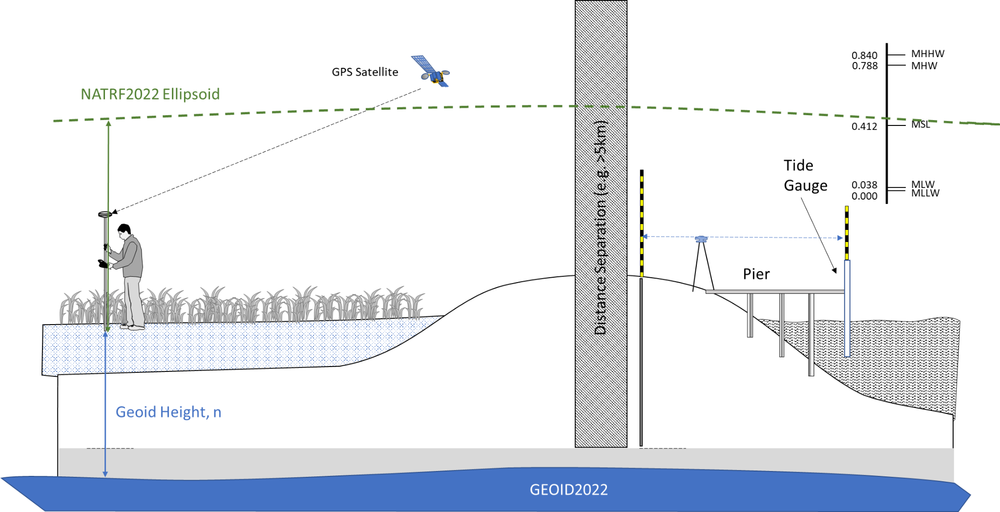 GPS Satellite
NATRF2022 Ellipsoid
Distance Separation (e.g. >5km)
0.840 MHHW
0.788 MHW
0.412 MSL
0.038 MLW
0.000 MLLW
Tide
Gauge
Pier
Geoid Height, n
GEOID2022